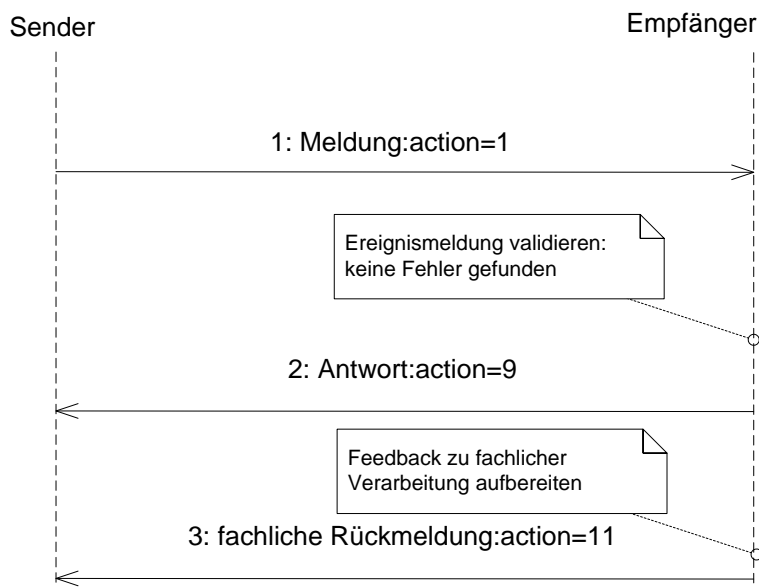 Sender
Empfänger
1: Meldung:action=1
Ereignismeldung validieren:
keine Fehler gefunden
2: Antwort:action=9
Feedback zu fachlicher
Verarbeitung aufbereiten
3: fachliche Rückmeldung:action=11